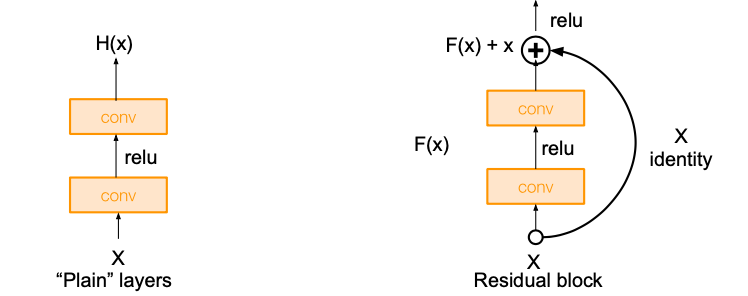 H(x)
conv
relu
conv
X
“Plain” layers
relu
F(x) + x
conv
F(x)
relu
X
identity
conv
X
Residual block